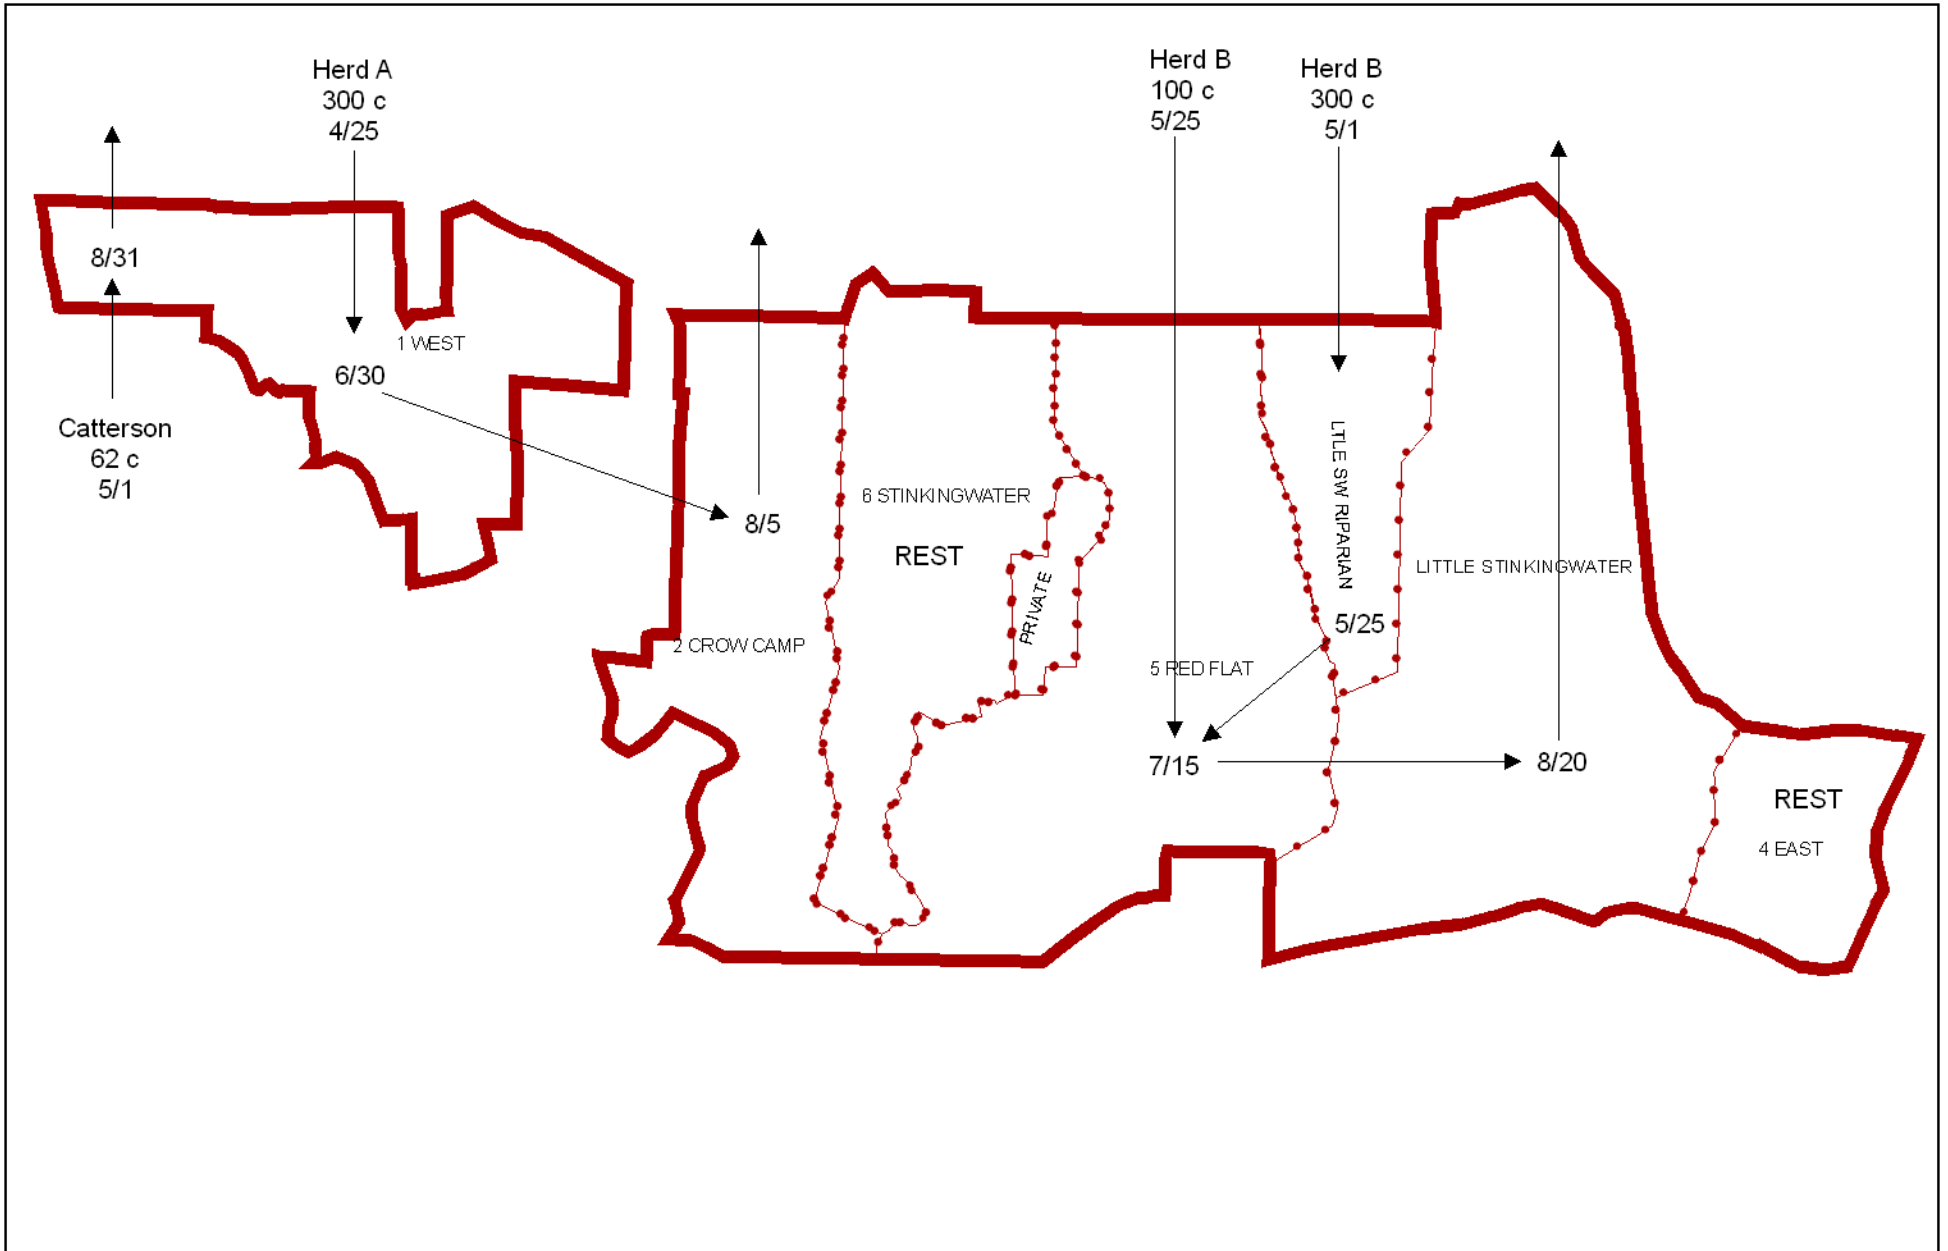 Herd A
300 c
4/25
Herd B
100 c
5/25
Herd B
300 c
5/1
8/31
1 WEST
6/30
Catterson
62 c
5/1
8/5
6 STINKINGWATER
REST
PRIVATE
2 CROW CAMP
LTLE SW RIPARIAN
5/25
LITTLE STINKINGWATER
5 RED FLAT
7/15
8/20
REST
4 EAST